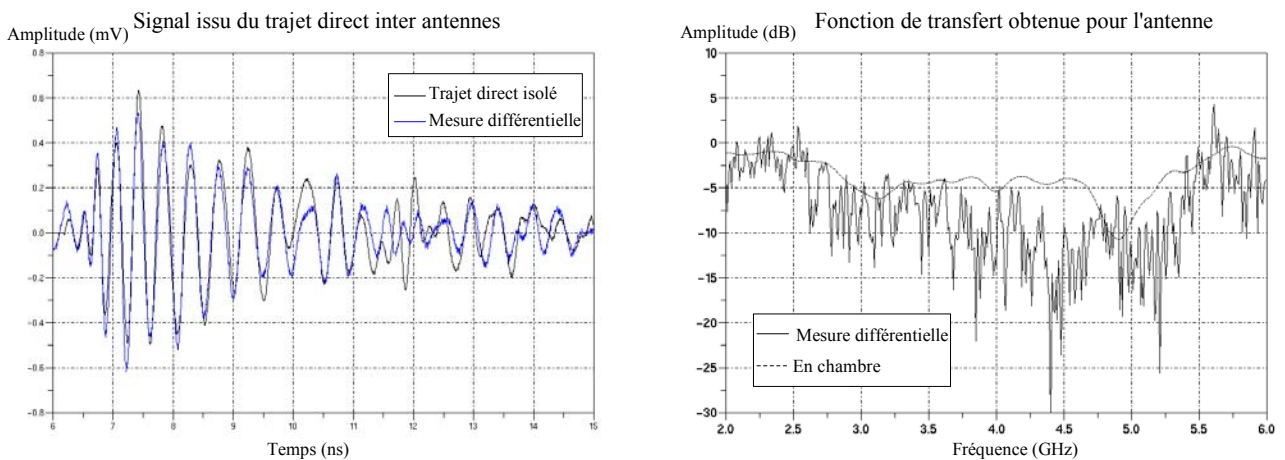 Signal issu du trajet direct inter antennes
Amplitude (mV)
0.8
0.6
0.4
0.2
0.0
-0.2
-0.4
-0.6
-0.8
Trajet direct isolé
Mesure différentielle
6 7 8 9 10 11 12 13 14 15
Temps (ns)
Fonction de transfert obtenue pour l'antenne
Amplitude (dB)
10
5
0
-5
-10
-15
-20
-25
-30
Mesure différentielle
En chambre
2.0 2.5 3.0 3.5 4.0 4.5 5.0 5.5 6.0
Fréquence (GHz)